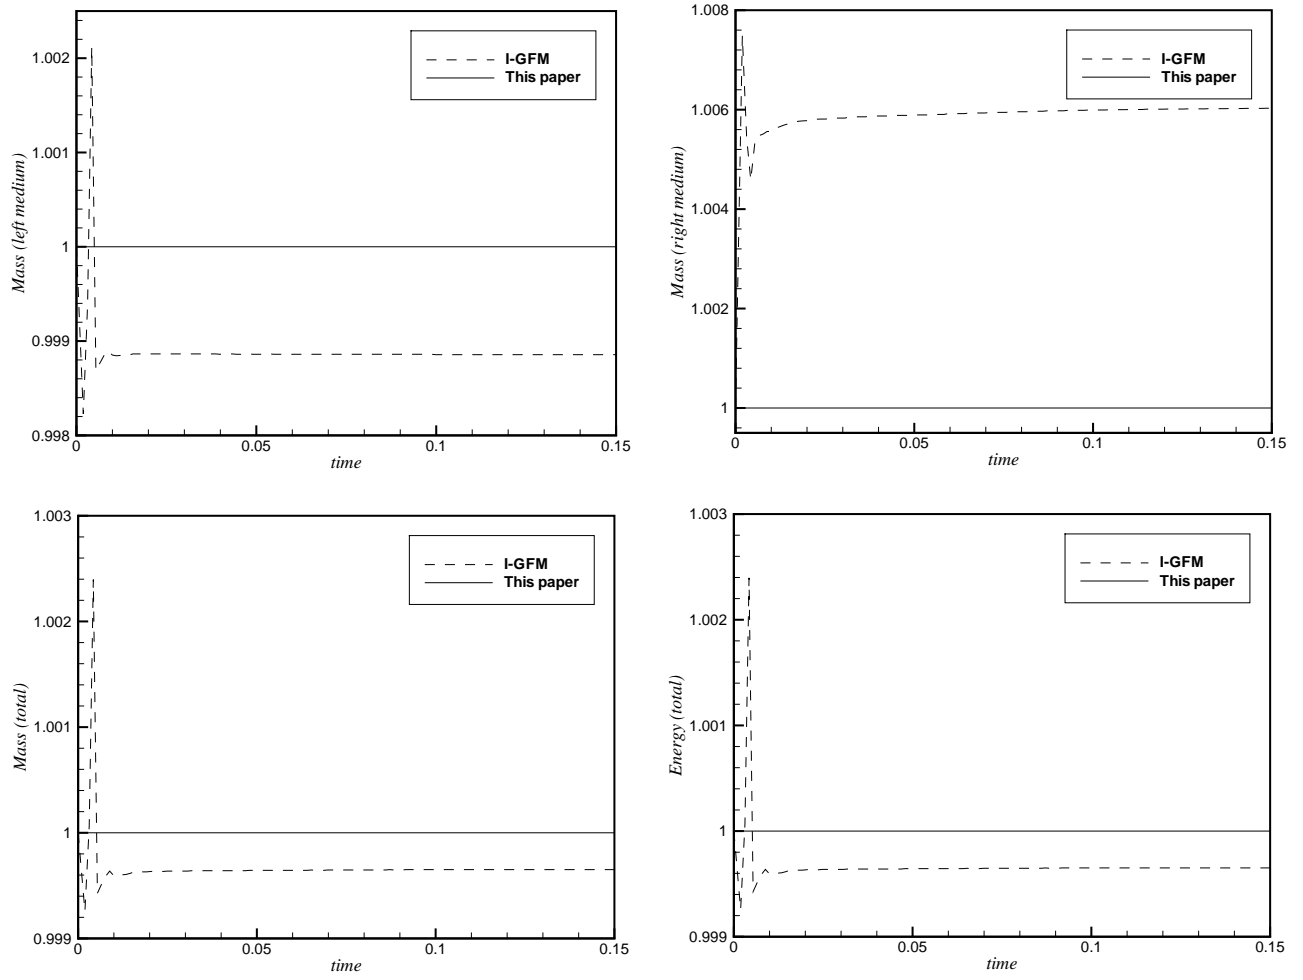 1.002
1.001
1
0.999
0.998
Mass (left medium)
I-GFM
This paper
0
0.05
0.1
0.15
time
1.008
1.006
1.004
1.002
1
Mass (right medium)
I-GFM
This paper
0
0.05
0.1
0.15
time
1.003
1.002
1.001
1
0.999
Mass (total)
I-GFM
This paper
0
0.05
0.1
0.15
time
1.003
1.002
1.001
1
0.999
Energy (total)
I-GFM
This paper
0
0.05
0.1
0.15
time